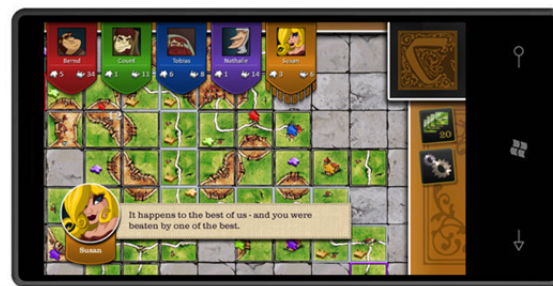 Bernd
Count
Tobias
Nathalie
Susan
5 34
1 11
6 8
1 14
3 6
20
It happens to the best of us - and you were
beaten by one of the best.
Susan